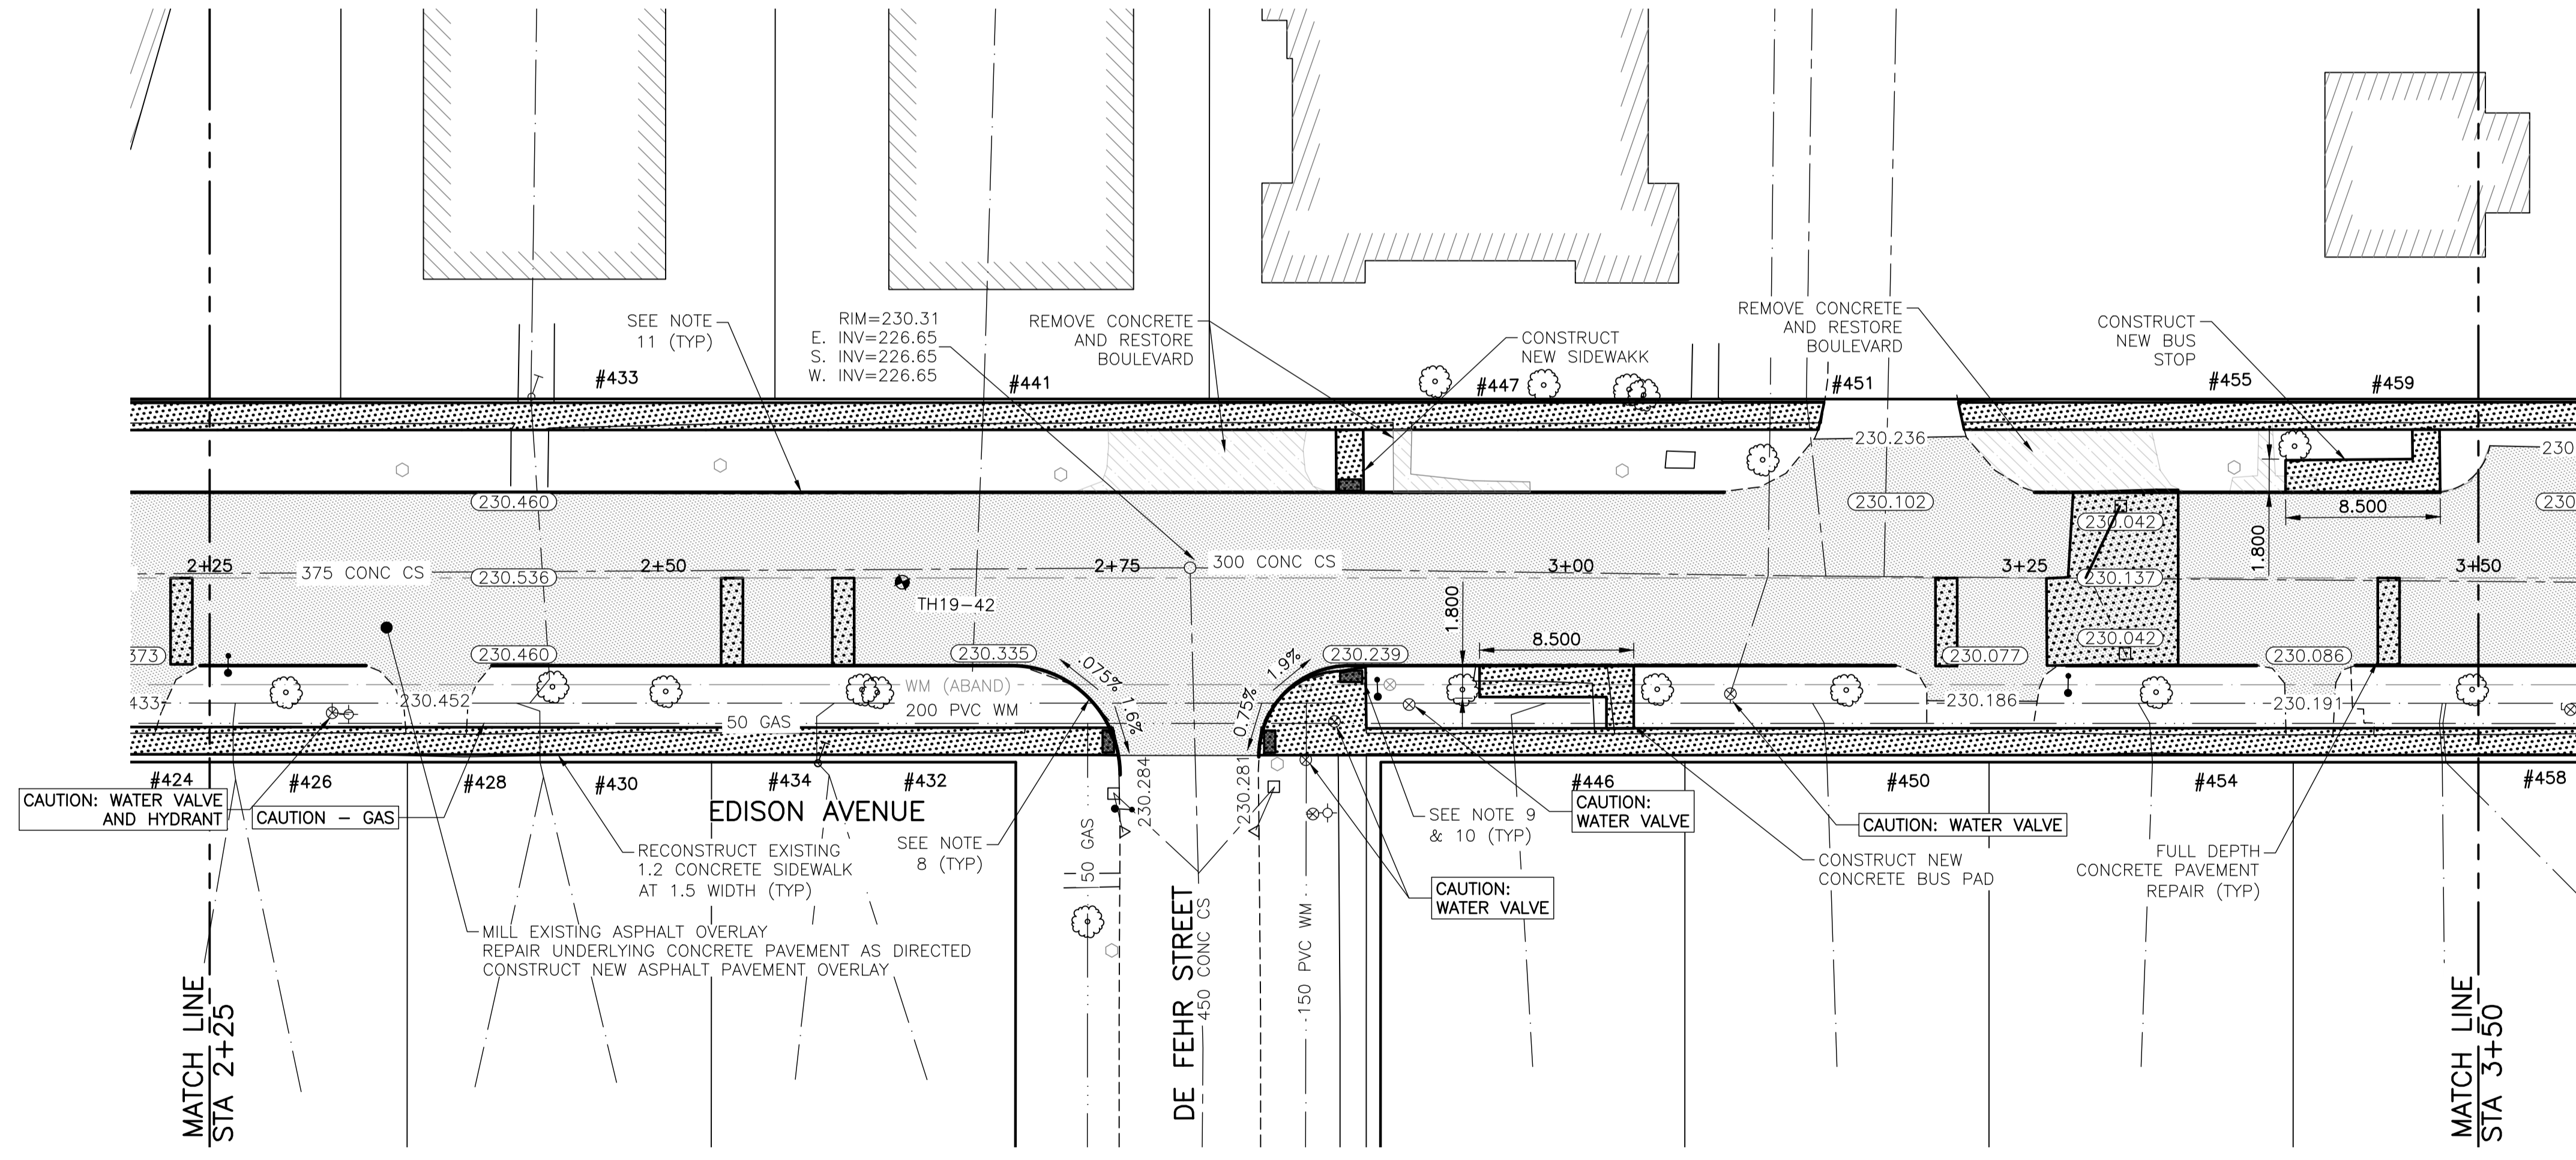 SEE NOTE
11 (TYP)
RIM=230.31
E. INV=226.65
S. INV=226.65
W. INV=226.65
REMOVE CONCRETE
AND RESTORE
BOULEVARD
CONSTRUCT
NEW SIDEWAKK
REMOVE CONCRETE
AND RESTORE
BOULEVARD
CONSTRUCT
NEW BUS
STOP
#433
#441
#447
#451
#455
#459
230.236
230.460
230.102
230.042
8.500
1.800
2+25
375 CONC CS
230.536
2+50
2+75
300 CONC CS
3+00
3+25
230.137
3+50
TH19-42
1.800
8.500
373
230.460
230.335
230.239
230.077
230.042
230.086
.075%
1.6%
0.75%
1.9%
433
230.452
WM (ABAND)
200 PVC WM
50 GAS
230.186
230.191
230
230
#424
#426
#428
#430
#434
#432
#446
#450
#454
#458
CAUTION: WATER VALVE
AND HYDRANT
CAUTION – GAS
EDISON AVENUE
230.284
230.281
RECONSTRUCT EXISTING
1.2 CONCRETE SIDEWALK
AT 1.5 WIDTH (TYP)
SEE NOTE
8 (TYP)
50 GAS
SEE NOTE 9
& 10 (TYP)
CAUTION:
WATER VALVE
CAUTION: WATER VALVE
CONSTRUCT NEW
CONCRETE BUS PAD
FULL DEPTH
CONCRETE PAVEMENT
REPAIR (TYP)
CAUTION:
WATER VALVE
MILL EXISTING ASPHALT OVERLAY
REPAIR UNDERLYING CONCRETE PAVEMENT AS DIRECTED
CONSTRUCT NEW ASPHALT PAVEMENT OVERLAY
DE FEHR STREET
450 CONC CS
150 PVC WM
MATCH LINE
STA 2+25
MATCH LINE
STA 3+50